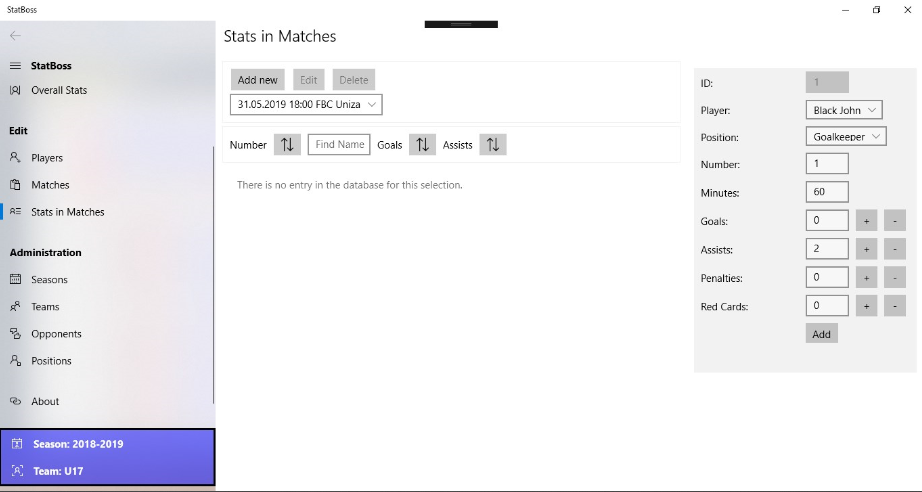 StatBoss
Stats in Matches
StatBoss
Overall Stats
Edit
Players
Matches
Stats in Matches
Administration
Seasons
Teams
Opponents
Positions
About
Season: 2018-2019
Team: U17
Add new Edit Delete
31.05.2019 18:00 FBC Uniza
Number Find Name Goals Assists
There is no entry in the database for this selection.
ID: 1
Player: Black John
Position: Goalkeeper
Number: 1
Minutes: 60
Goals: 0 + -
Assists: 2 + -
Penalties: 0 + -
Red Cards: 0 + -
Add